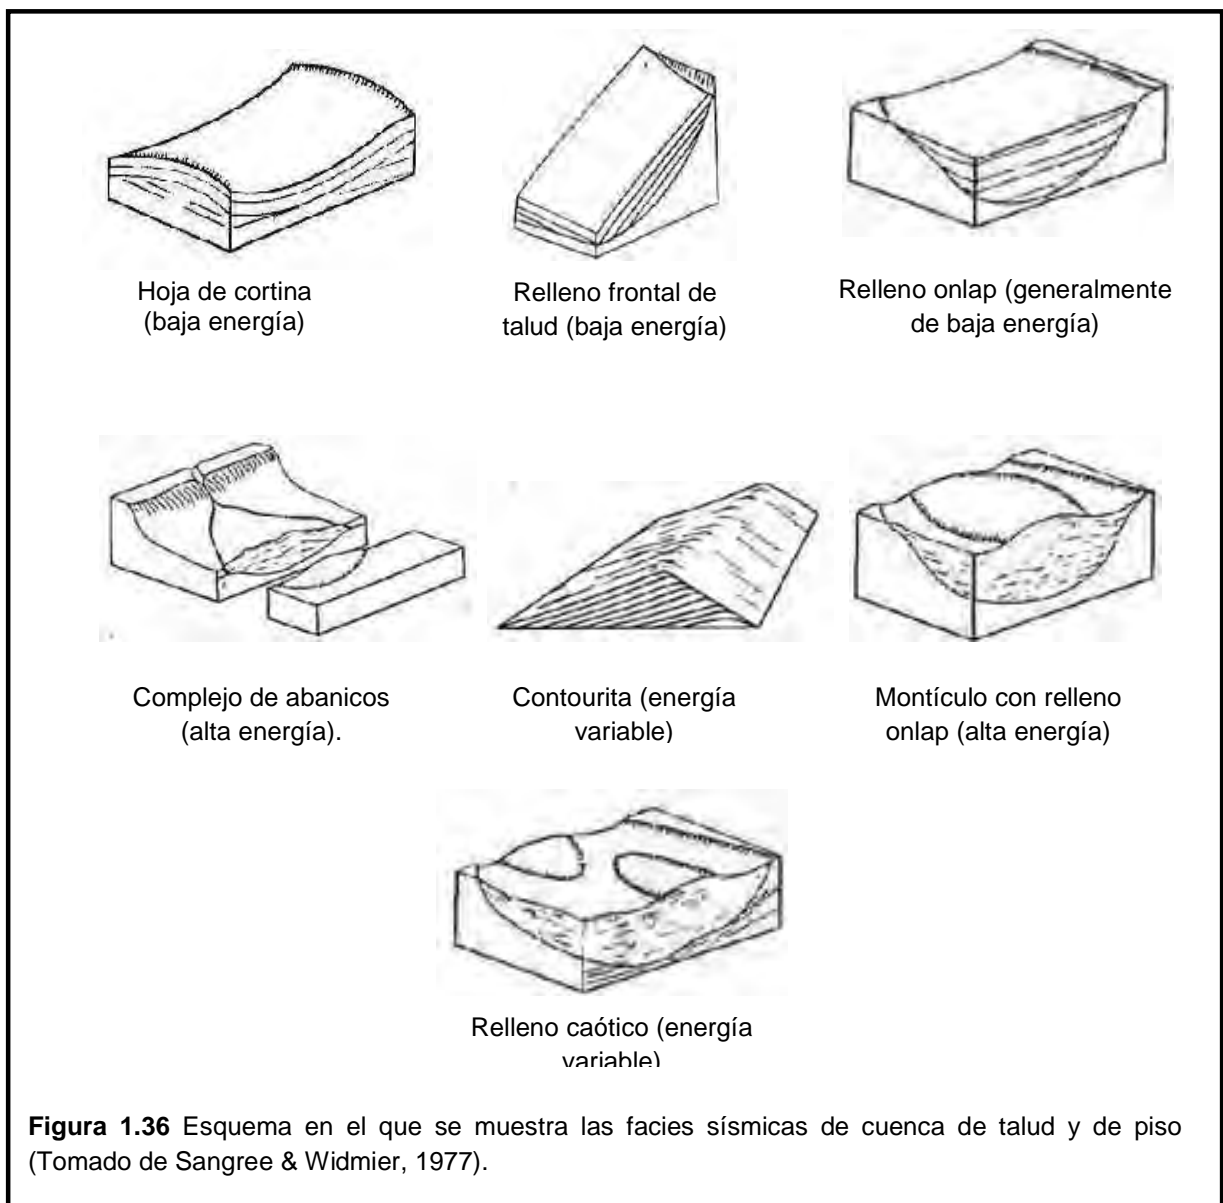 Hoja de cortina
(baja energía)
Relleno frontal de
talud (baja energía)
Relleno onlap (generalmente
de baja energía)
Complejo de abanicos
(alta energía).
Contourita (energía
variable)
Montículo con relleno
onlap (alta energía)
Relleno caótico (energía
variable)
Figura 1.36 Esquema en el que se muestra las facies sísmicas de cuenca de talud y de piso
(Tomado de Sangree & Widmier, 1977).